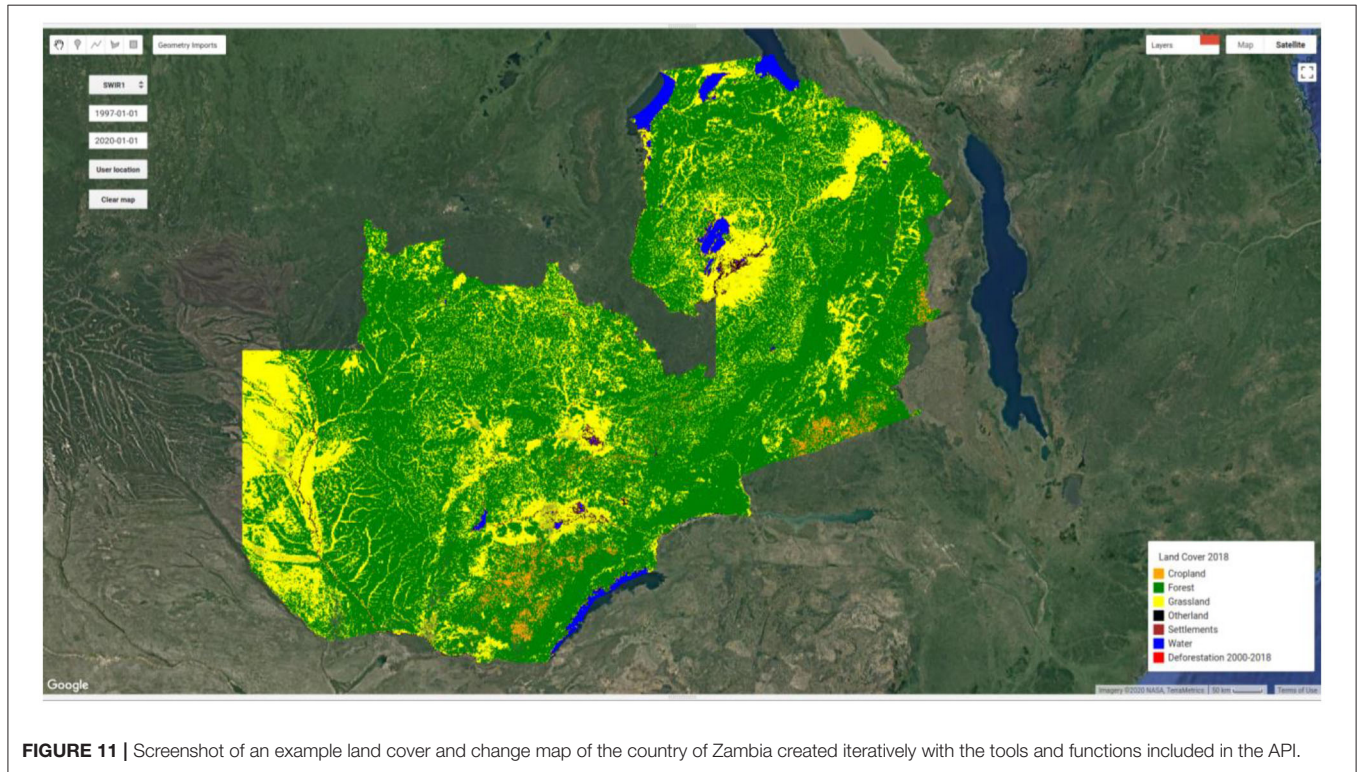 Geometry Imports
Layers
Map
Satellite
SWIR1
1997-01-01
2020-01-01
User location
Clear map
Land Cover 2018
Cropland
Forest
Grassland
Otherland
Settlements
Water
Deforestation 2000-2018
Google
Imagery ©2020 NASA, TerraMetrics
50 km
Terms of Use
FIGURE 11 | Screenshot of an example land cover and change map of the country of Zambia created iteratively with the tools and functions included in the API.